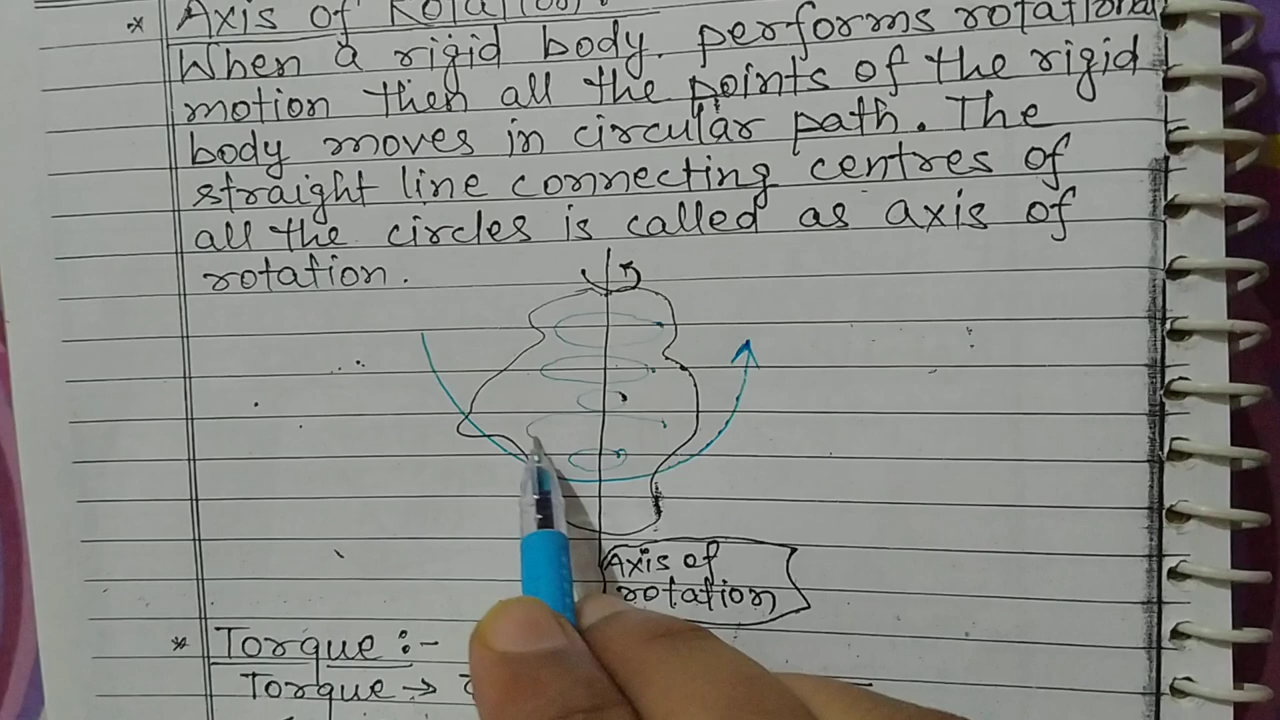 * Axis of Rotation:
When a rigid body performs rotational
motion then all the points of the rigid
body moves in circular path. The
straight line connecting centres of
all the circles is called as axis of
rotation.
Axis of
rotation
* Torque :-
Torque →